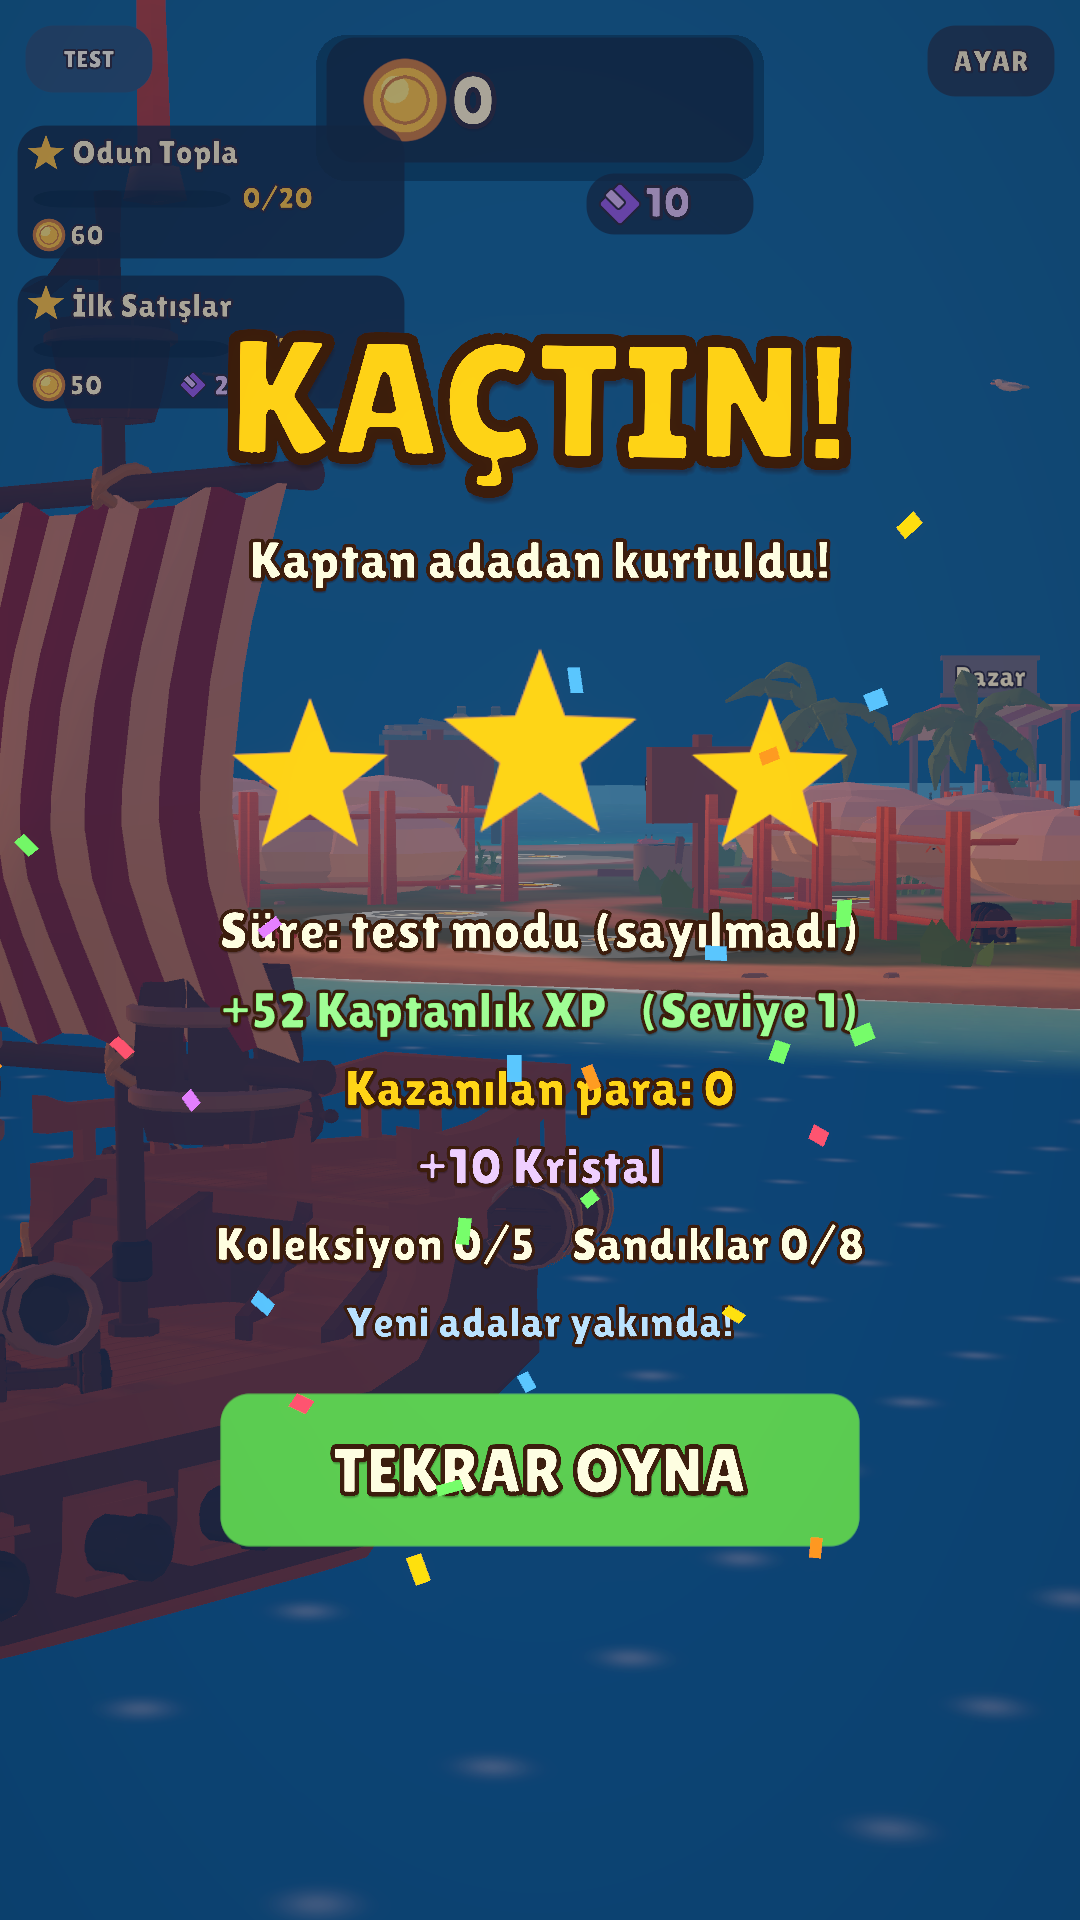 TEST
AYAR
0
Odun Topla
0/20
60
10
İlk Satışlar
50
2
KAÇTIN!
Kaptan adadan kurtuldu!
Pazar
Süre: test modu (sayılmadı)
+52 Kaptanlık XP (Seviye 1)
Kazanılan para: 0
+10 Kristal
Koleksiyon 0/5 Sandıklar 0/8
Yeni adalar yakında!
TEKRAR OYNA